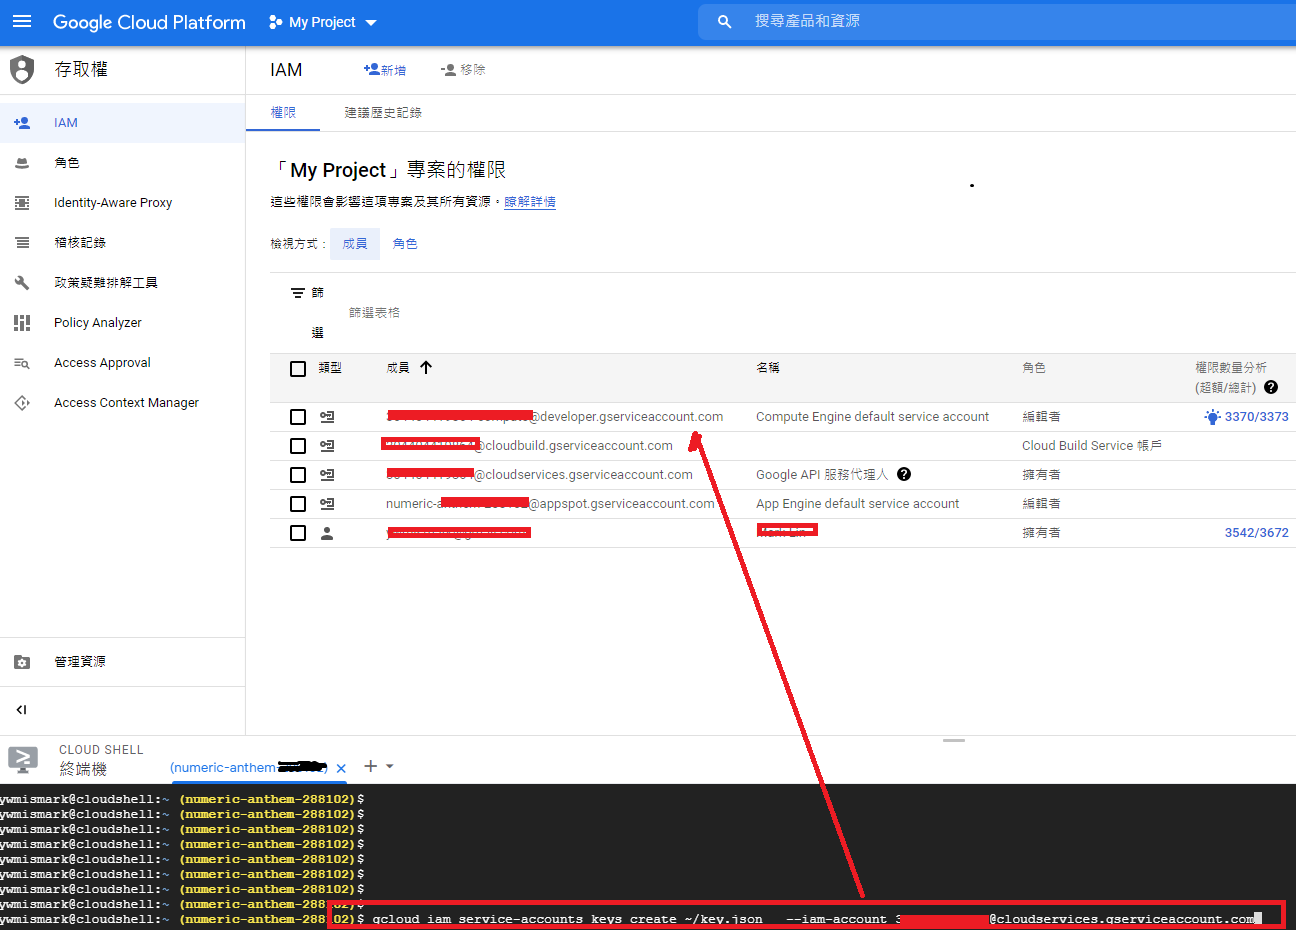 Google Cloud Platform My Project 搜尋產品和資源
存取權 IAM 新增 移除
IAM
角色
Identity-Aware Proxy
稽核記錄
政策疑難排解工具
Policy Analyzer
Access Approval
Access Context Manager
管理資源
權限 建議歷史記錄
「My Project」專案的權限
這些權限會影響這項專案及其所有資源。瞭解詳情
檢視方式： 成員 角色
篩選 篩選表格
類型 成員 名稱 角色 權限數量分析 (超額/總計)
@developer.gserviceaccount.com Compute Engine default service account 編輯者 3370/3373
@cloudbuild.gserviceaccount.com Cloud Build Service 帳戶
@cloudservices.gserviceaccount.com Google API 服務代理人 擁有者
numeric- @appspot.gserviceaccount.com App Engine default service account 編輯者
擁有者 3542/3672
CLOUD SHELL
終端機 (numeric-anthem-
ywmismark@cloudshell:~ (numeric-anthem-288102)$
ywmismark@cloudshell:~ (numeric-anthem-288102)$
ywmismark@cloudshell:~ (numeric-anthem-288102)$
ywmismark@cloudshell:~ (numeric-anthem-288102)$
ywmismark@cloudshell:~ (numeric-anthem-288102)$
ywmismark@cloudshell:~ (numeric-anthem-288102)$
ywmismark@cloudshell:~ (numeric-anthem-288102)$
ywmismark@cloudshell:~ (numeric-anthem-288102)$
ywmismark@cloudshell:~ (numeric-anthem-288102)$ gcloud iam service-accounts keys create ~/key.json --iam-account 3 @cloudservices.gserviceaccount.com